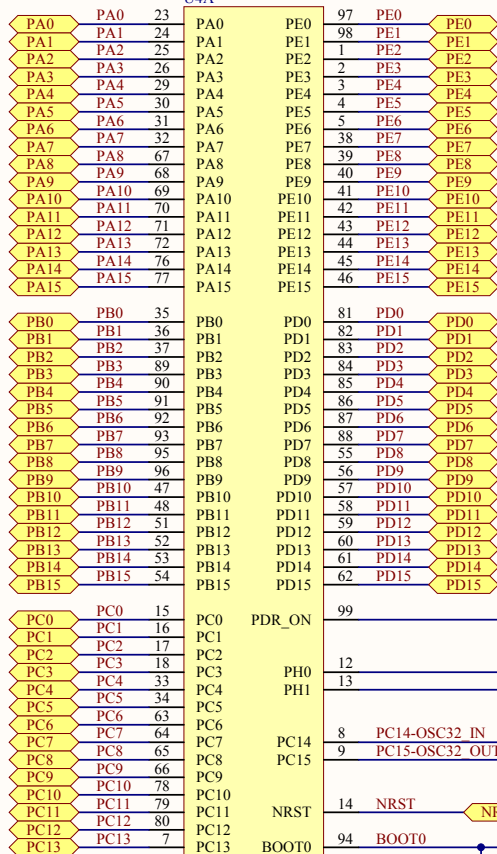 U4A
PA0 PA0 23 PA0 PE0 97 PE0 PE0
PA1 PA1 24 PA1 PE1 98 PE1 PE1
PA2 PA2 25 PA2 PE2 1 PE2 PE2
PA3 PA3 26 PA3 PE3 2 PE3 PE3
PA4 PA4 29 PA4 PE4 3 PE4 PE4
PA5 PA5 30 PA5 PE5 4 PE5 PE5
PA6 PA6 31 PA6 PE6 5 PE6 PE6
PA7 PA7 32 PA7 PE7 38 PE7 PE7
PA8 PA8 67 PA8 PE8 39 PE8 PE8
PA9 PA9 68 PA9 PE9 40 PE9 PE9
PA10 PA10 69 PA10 PE10 41 PE10 PE10
PA11 PA11 70 PA11 PE11 42 PE11 PE11
PA12 PA12 71 PA12 PE12 43 PE12 PE12
PA13 PA13 72 PA13 PE13 44 PE13 PE13
PA14 PA14 76 PA14 PE14 45 PE14 PE14
PA15 PA15 77 PA15 PE15 46 PE15 PE15
PB0 PB0 35 PB0 PD0 81 PD0 PD0
PB1 PB1 36 PB1 PD1 82 PD1 PD1
PB2 PB2 37 PB2 PD2 83 PD2 PD2
PB3 PB3 89 PB3 PD3 84 PD3 PD3
PB4 PB4 90 PB4 PD4 85 PD4 PD4
PB5 PB5 91 PB5 PD5 86 PD5 PD5
PB6 PB6 92 PB6 PD6 87 PD6 PD6
PB7 PB7 93 PB7 PD7 88 PD7 PD7
PB8 PB8 95 PB8 PD8 55 PD8 PD8
PB9 PB9 96 PB9 PD9 56 PD9 PD9
PB10 PB10 47 PB10 PD10 57 PD10 PD10
PB11 PB11 48 PB11 PD11 58 PD11 PD11
PB12 PB12 51 PB12 PD12 59 PD12 PD12
PB13 PB13 52 PB13 PD13 60 PD13 PD13
PB14 PB14 53 PB14 PD14 61 PD14 PD14
PB15 PB15 54 PB15 PD15 62 PD15 PD15
PC0 PC0 15 PC0 PDR_ON 99
PC1 PC1 16 PC1
PC2 PC2 17 PC2
PC3 PC3 18 PC3 PH0 12
PC4 PC4 33 PC4 PH1 13
PC5 PC5 34 PC5
PC6 PC6 63 PC6
PC7 PC7 64 PC7 PC14 8 PC14-OSC32_IN
PC8 PC8 65 PC8 PC15 9 PC15-OSC32_OUT
PC9 PC9 66 PC9
PC10 PC10 78 PC10
PC11 PC11 79 PC11 NRST 14 NRST
PC12 PC12 80 PC12
PC13 PC13 7 PC13 BOOT0 94 BOOT0